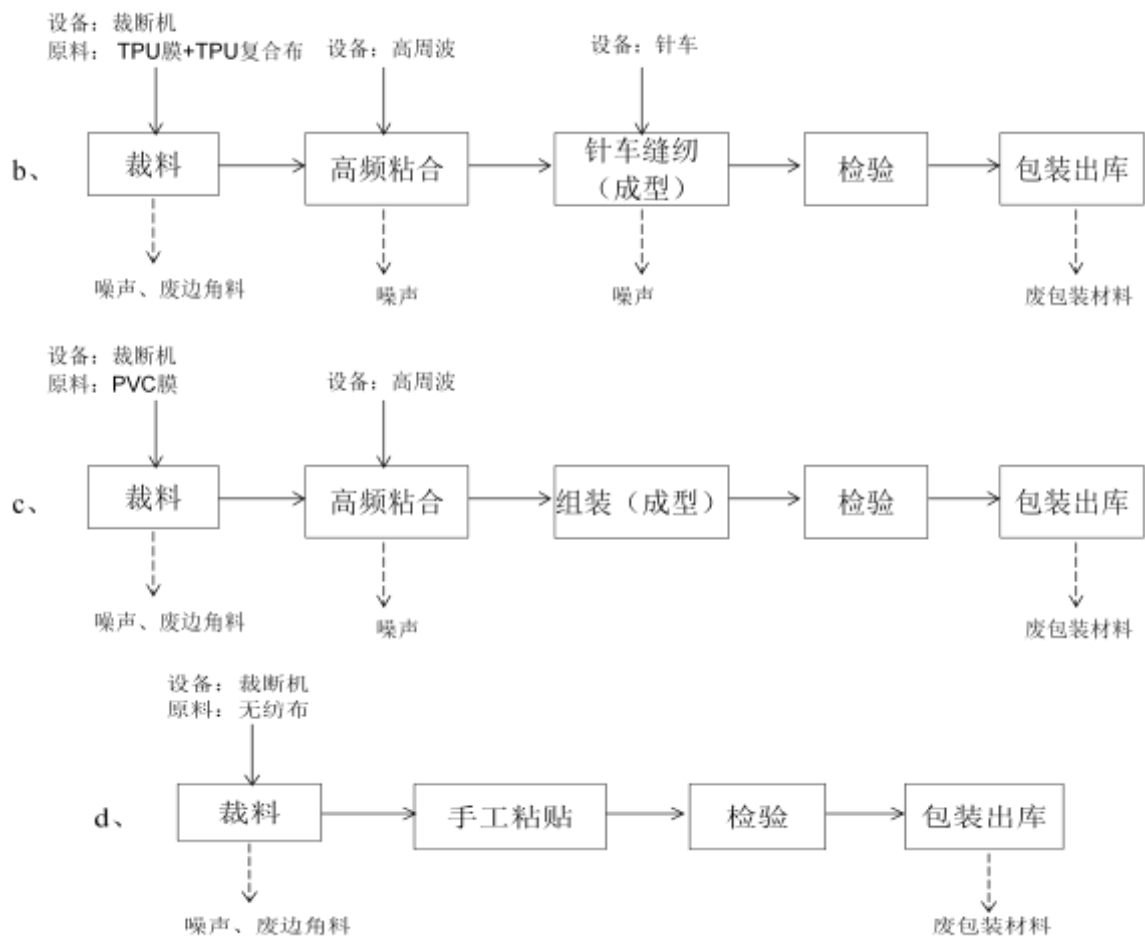 设备：裁断机
原料： TPU膜+TPU复合布
设备：高周波
设备：针车
b、
裁料
高频粘合
针车缝纫
（成型）
检验
包装出库
噪声、废边角料
噪声
噪声
废包装材料
设备：裁断机
原料：PVC膜
设备：高周波
c、
裁料
高频粘合
组装（成型）
检验
包装出库
噪声、废边角料
噪声
废包装材料
设备：裁断机
原料：无纺布
d、
裁料
手工粘贴
检验
包装出库
噪声、废边角料
废包装材料